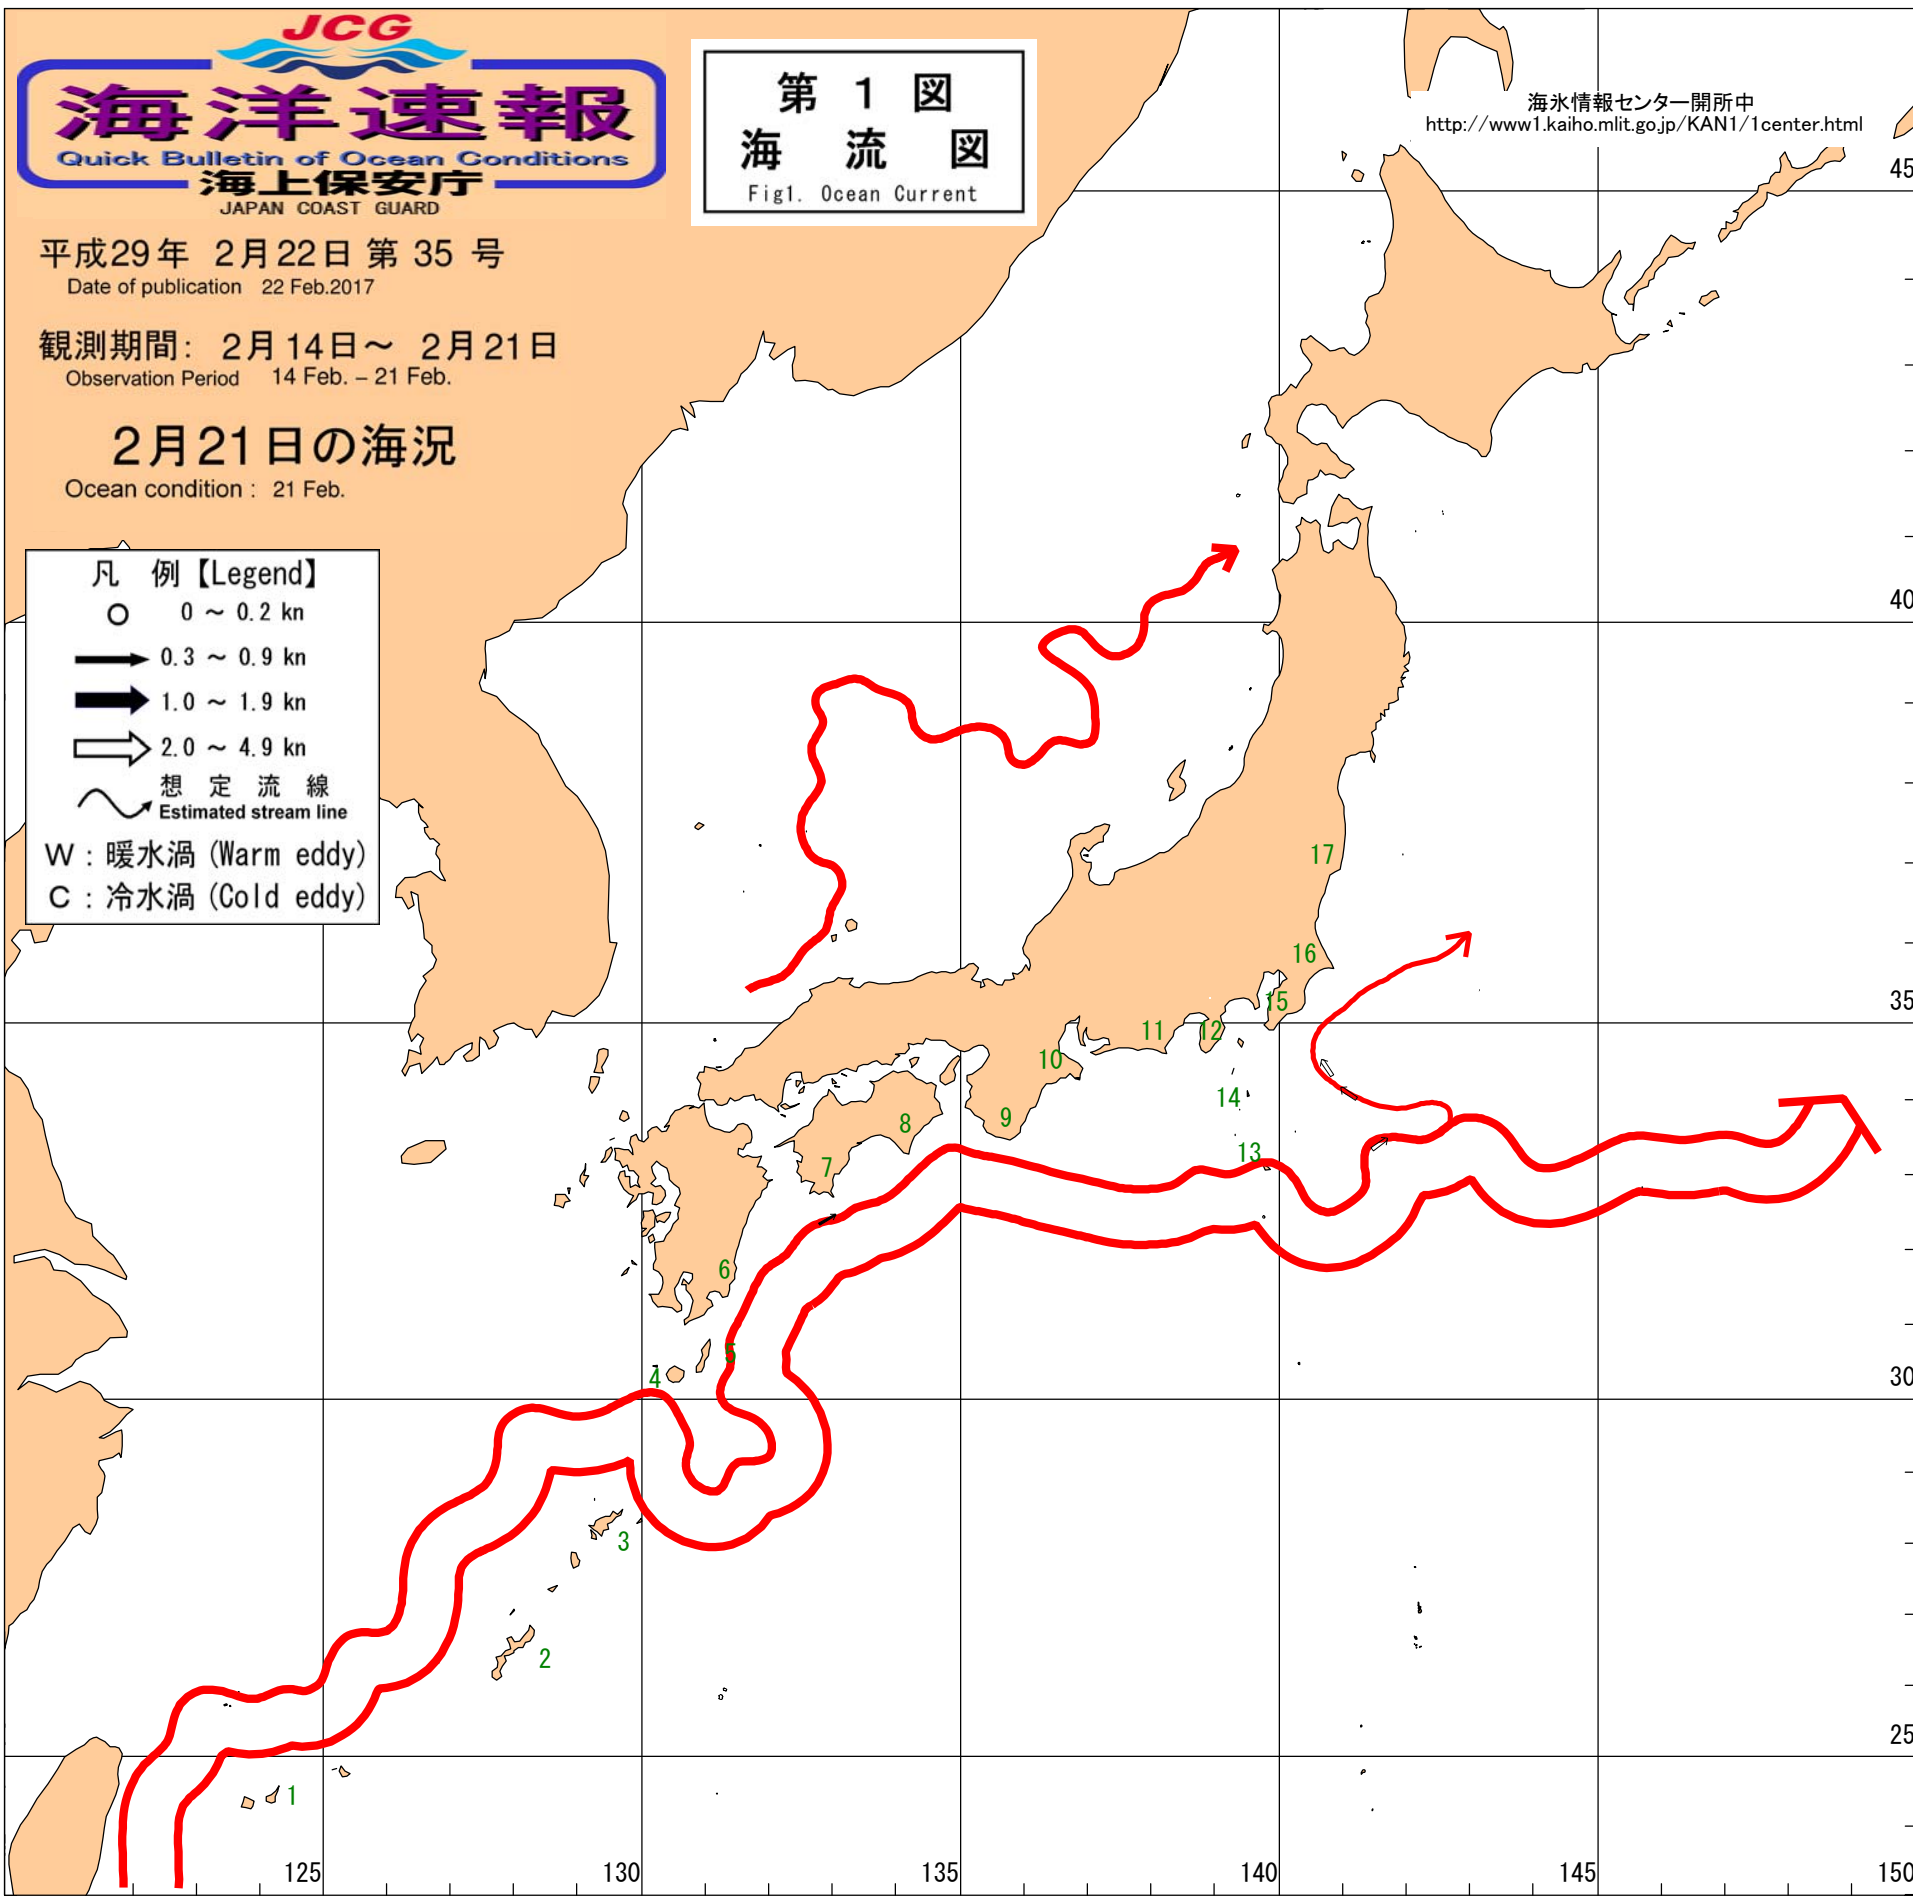 JCG
海洋速報
Quick Bulletin of Ocean Conditions
海上保安庁
JAPAN COAST GUARD
第 1 図
海 流 図
Fig1. Ocean Current
海氷情報センター開所中
http://www1.kaiho.mlit.go.jp/KAN1/1center.html
平成29年 2月22日 第 35 号
Date of publication 22 Feb.2017
観測期間: 2月14日～ 2月21日
Observation Period 14 Feb. – 21 Feb.
2月21日の海況
Ocean condition : 21 Feb.
凡 例【Legend】
0 ～ 0.2 kn
0.3 ～ 0.9 kn
1.0 ～ 1.9 kn
2.0 ～ 4.9 kn
想 定 流 線
Estimated stream line
W : 暖水渦 (Warm eddy)
C : 冷水渦 (Cold eddy)
45
40
17
16
35
15
12
11
10
14
9
8
13
7
6
5
4
30
3
2
25
1
125
130
135
140
145
150